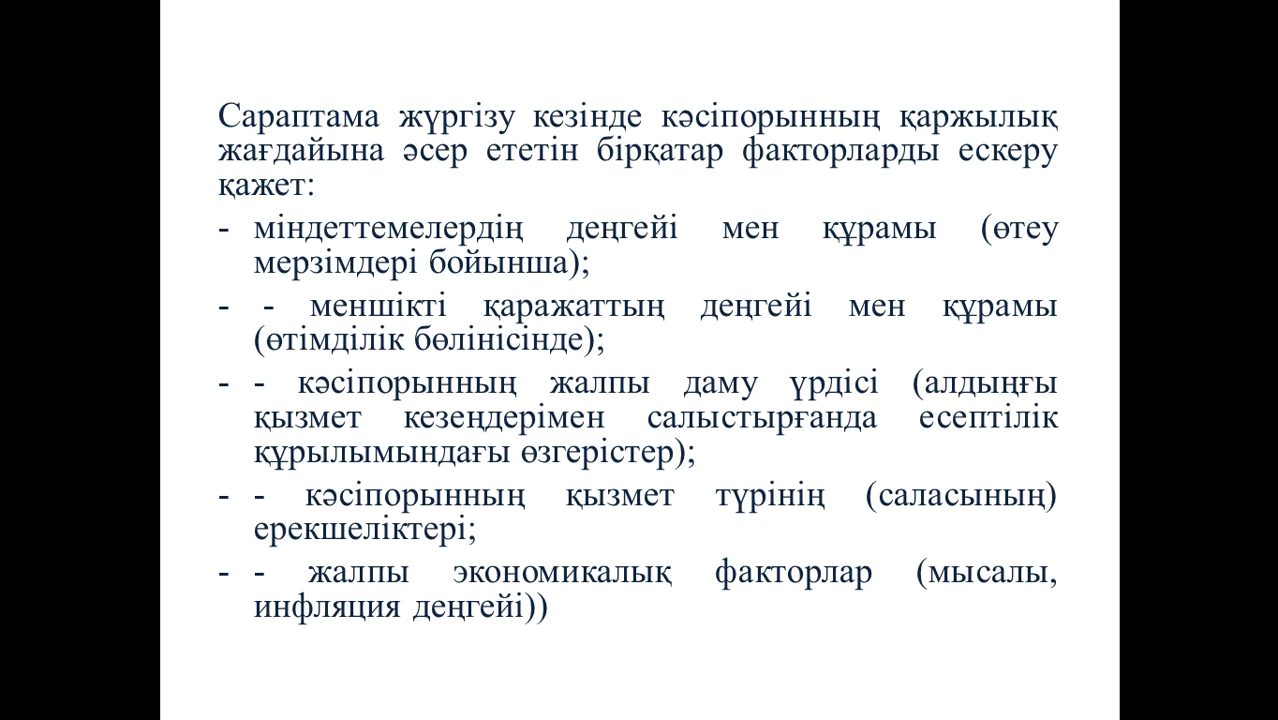 Сараптама жүргізу кезінде кәсіпорынның қаржылық
жағдайына әсер ететін бірқатар факторларды ескеру
қажет:
- міндеттемелердің деңгейі мен құрамы (өтеу
мерзімдері бойынша);
- - меншікті қаражаттың деңгейі мен құрамы
(өтімділік бөлінісінде);
- - кәсіпорынның жалпы даму үрдісі (алдыңғы
қызмет кезеңдерімен салыстырғанда есептілік
құрылымындағы өзгерістер);
- - кәсіпорынның қызмет түрінің (саласының)
ерекшеліктері;
- - жалпы экономикалық факторлар (мысалы,
инфляция деңгейі))